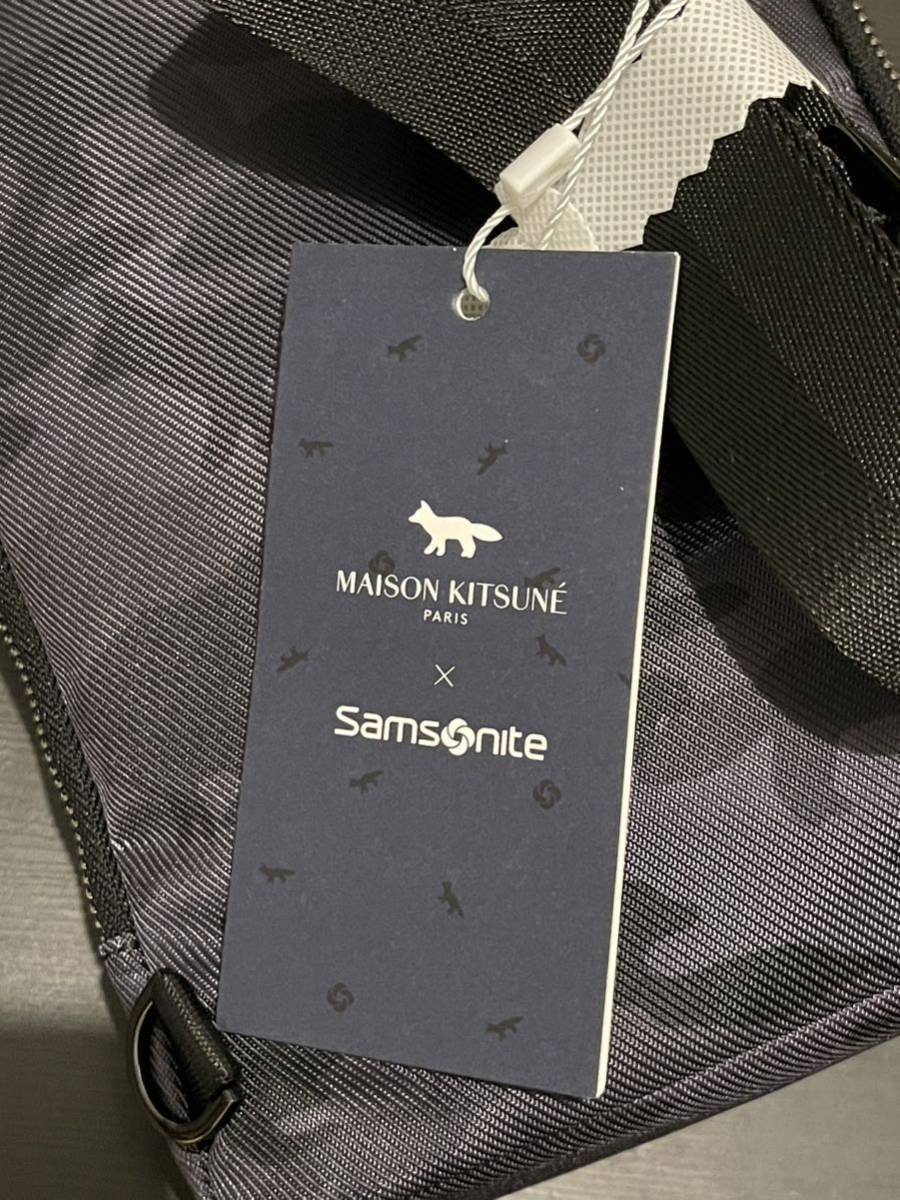 MAISON KITSUNÉ
PARIS
×
Samsonite